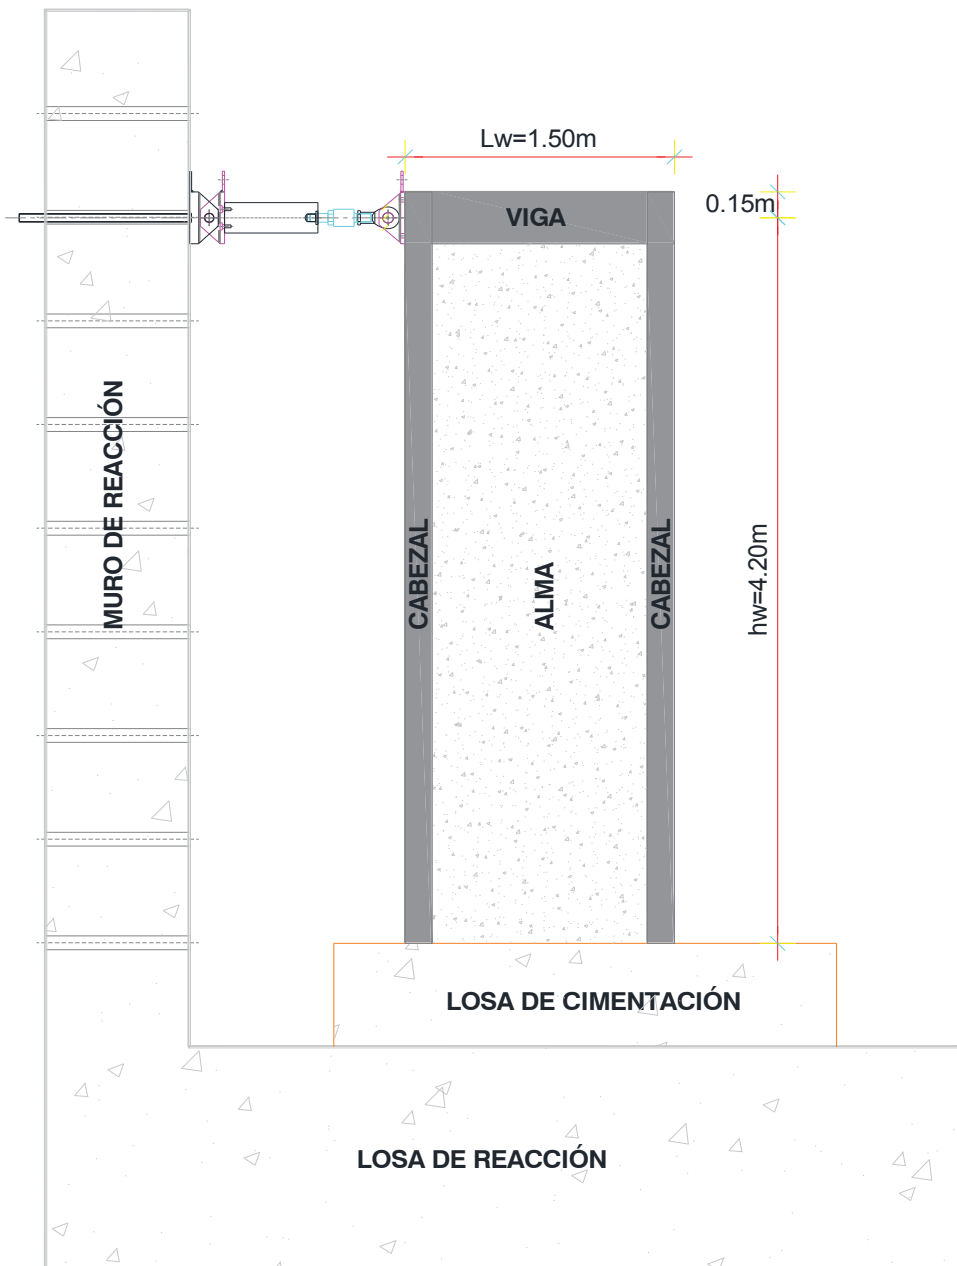 Lw=1.50m
0.15m
VIGA
MURO DE REACCIÓN
CABEZAL
ALMA
CABEZAL
hw=4.20m
LOSA DE CIMENTACIÓN
LOSA DE REACCIÓN